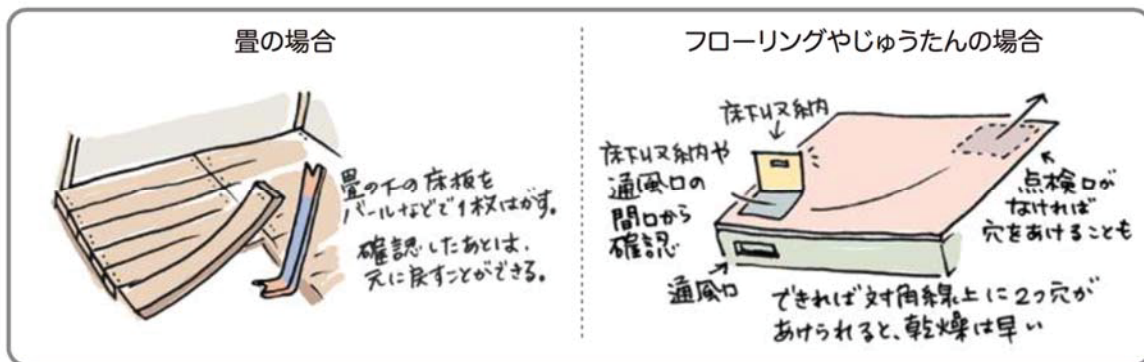 畳の場合
畳の下の床板を
バールなどで1枚はがす。
確認したあとは、
元に戻すことができる。
フローリングやじゅうたんの場合
床下収納
床下収納や
通風口の
間口から
確認
通風口
点検口が
なければ
穴をあけることも
できれば対角線上に2つ穴が
あけられると、乾燥は早い